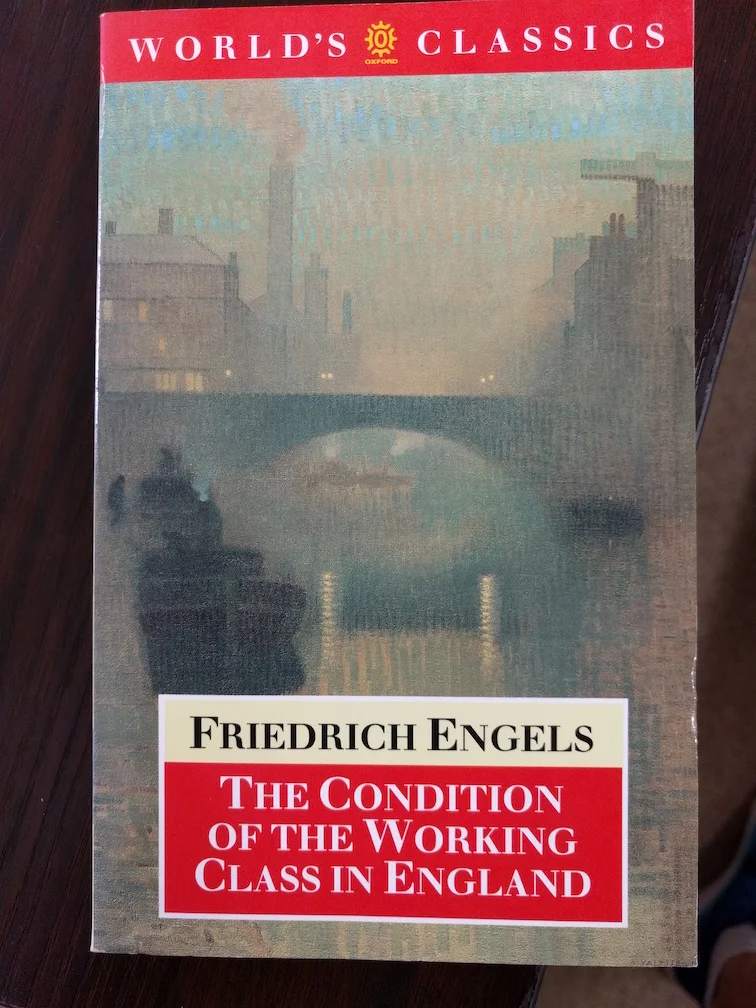 WORLD'S CLASSICS
OXFORD
FRIEDRICH ENGELS
THE CONDITION
OF THE WORKING
CLASS IN ENGLAND